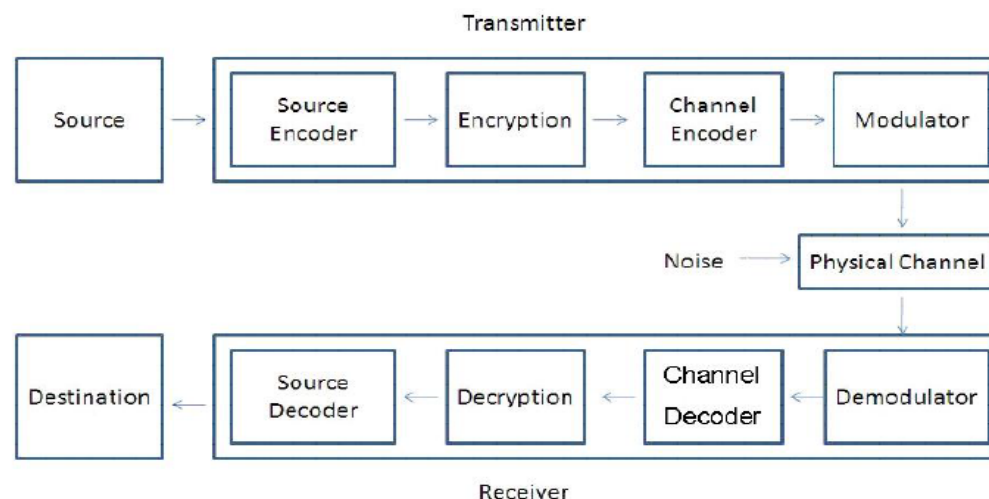 Transmitter
Source
Source
Encoder
Encryption
Channel
Encoder
Modulator
Noise
Physical Channel
Destination
Source
Decoder
Decryption
Channel
Decoder
Demodulator
Receiver